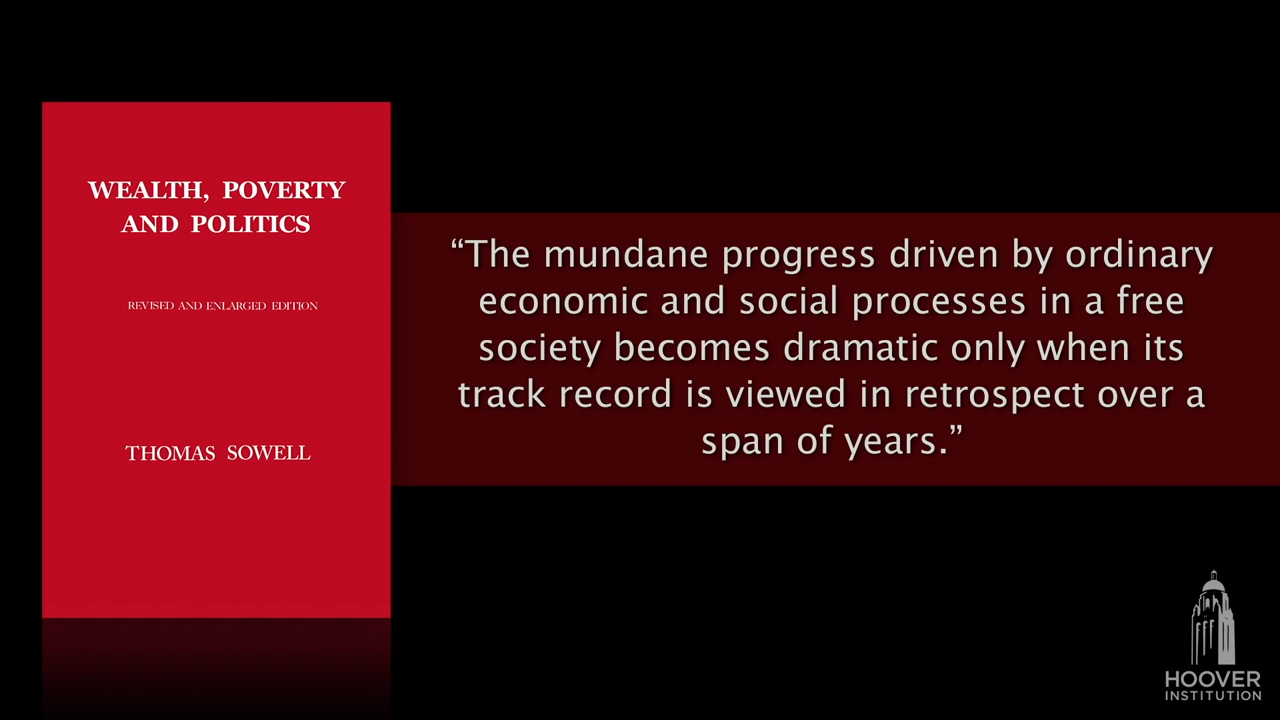 WEALTH, POVERTY
AND POLITICS
REVISED AND ENLARGED EDITION
THOMAS SOWELL
“The mundane progress driven by ordinary
economic and social processes in a free
society becomes dramatic only when its
track record is viewed in retrospect over a
span of years.”
HOOVER
INSTITUTION